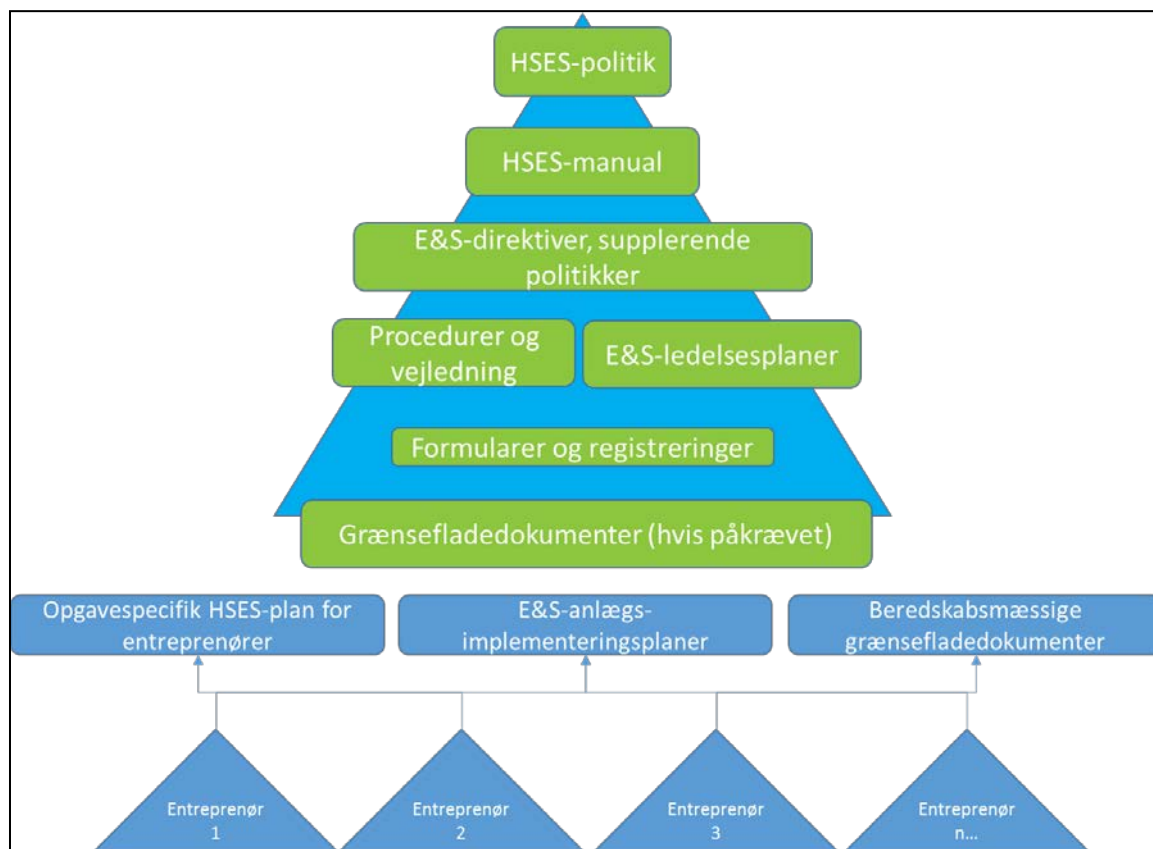 HSES-politik
HSES-manual
E&S-direktiver, supplerende
politikker
Procedurer og
vejledning
E&S-ledelsesplaner
Formularer og registreringer
Grænsefladedokumenter (hvis påkrævet)
Opgavespecifik HSES-plan for
entreprenører
E&S-anlægs-
implementeringsplaner
Beredskabsmæssige
grænsefladedokumenter
Entreprenør
1
Entreprenør
2
Entreprenør
3
Entreprenør
n...